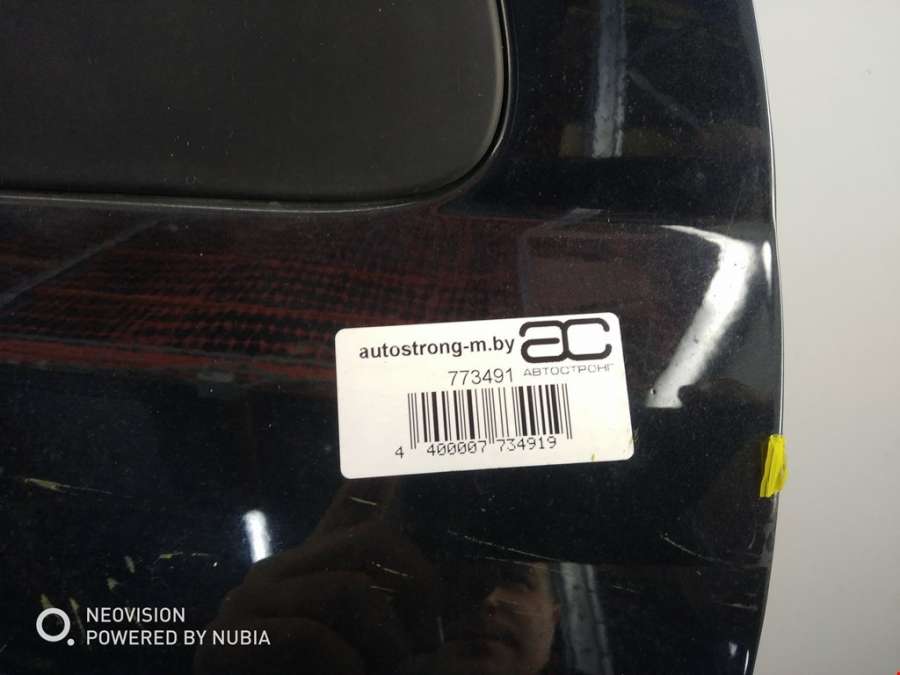 autostrong-m.by
AC
АВТОСТРОНГ
773491
4 400007 734919
NEOVISION
POWERED BY NUBIA